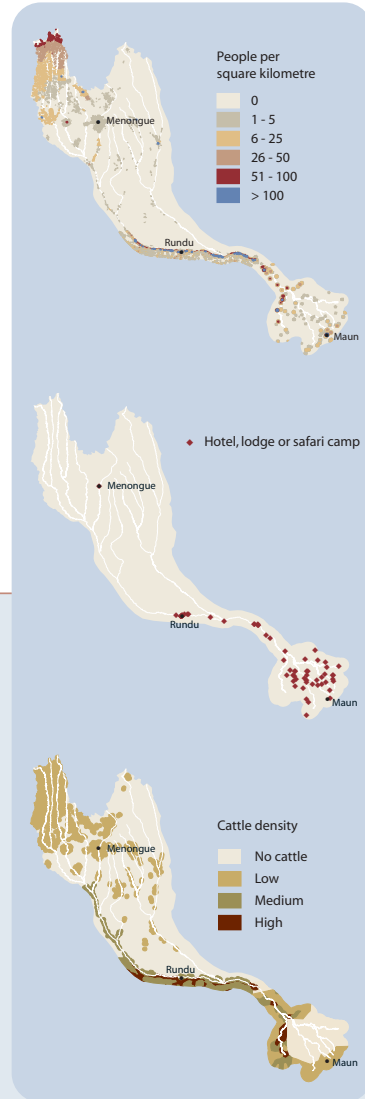 People per
square kilometre
0
1 - 5
6 - 25
26 - 50
51 - 100
> 100
Menongue
Rundu
Maun
Hotel, lodge or safari camp
Menongue
Rundu
Maun
Cattle density
No cattle
Low
Medium
High
Menongue
Rundu
Maun